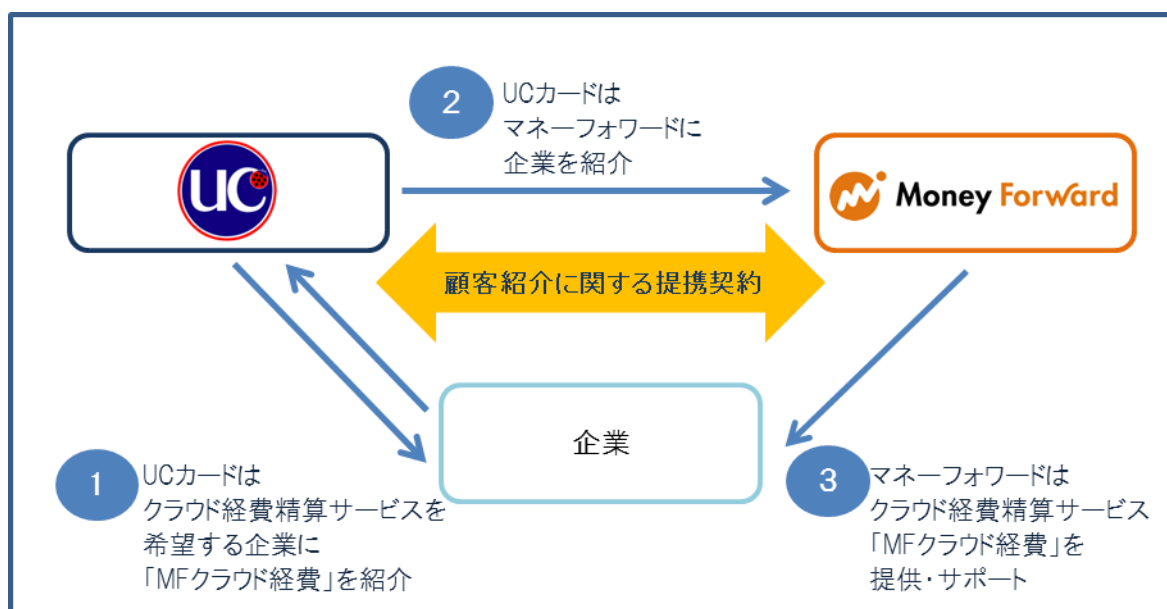 2
UCカードは
マネーフォワードに
企業を紹介
UC
Money Forward
顧客紹介に関する提携契約
企業
1
UCカードは
クラウド経費精算サービスを
希望する企業に
「MFクラウド経費」を紹介
3
マネーフォワードは
クラウド経費精算サービス
「MFクラウド経費」を
提供・サポート